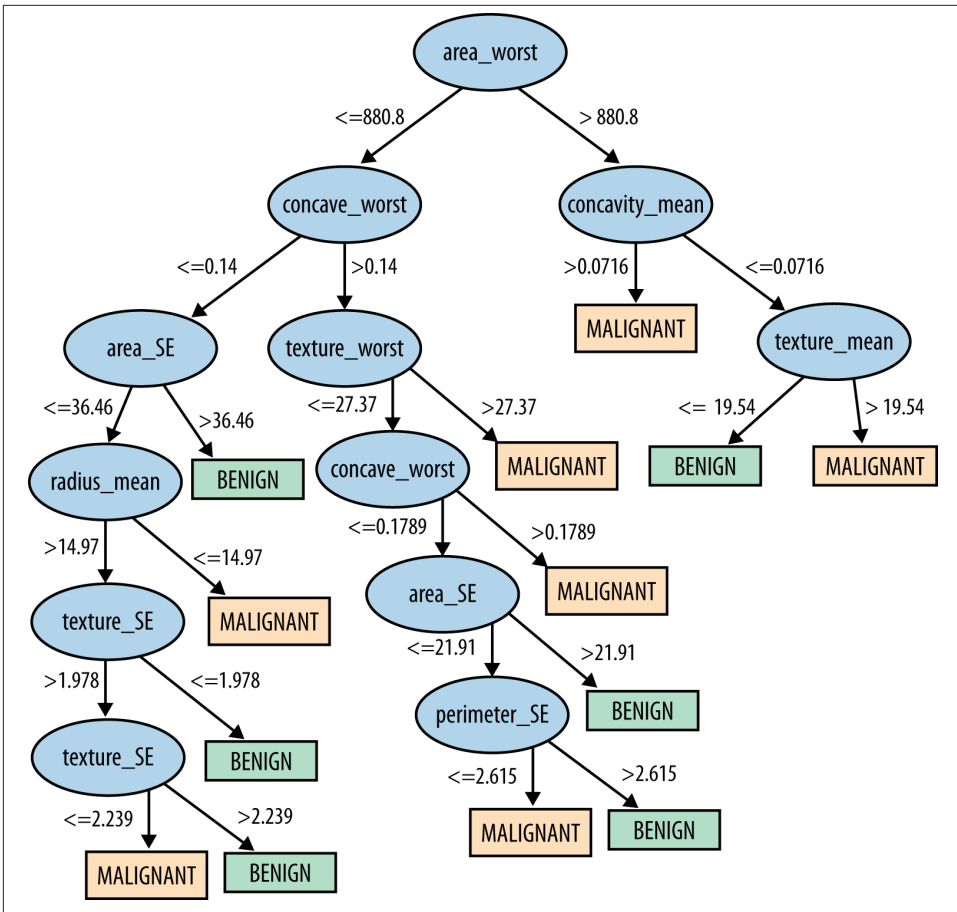 area_worst
<=880.8
> 880.8
concave_worst
concavity_mean
<=0.14
>0.14
>0.0716
<=0.0716
MALIGNANT
area_SE
texture_worst
texture_mean
<=36.46
>36.46
<=27.37
>27.37
<= 19.54
> 19.54
radius_mean
BENIGN
concave_worst
MALIGNANT
BENIGN
MALIGNANT
>14.97
<=14.97
<=0.1789
>0.1789
texture_SE
MALIGNANT
area_SE
MALIGNANT
>1.978
<=1.978
<=21.91
>21.91
texture_SE
BENIGN
perimeter_SE
BENIGN
<=2.239
>2.239
<=2.615
>2.615
MALIGNANT
BENIGN
MALIGNANT
BENIGN